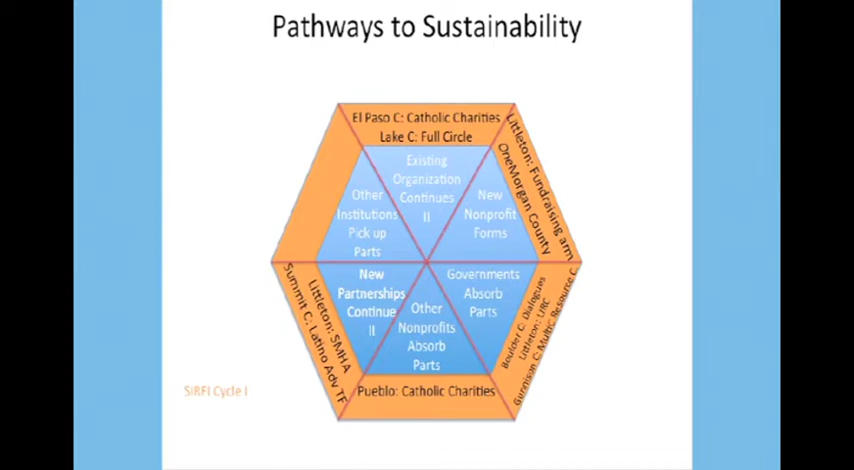 Pathways to Sustainability
El Paso C: Catholic Charities
Lake C: Full Circle
Littleton: Fundraising arm
OneMorgan County
Existing
Organization
Continues
II
New
Nonprofit
Forms
Other
Institutions
Pick up
Parts
New
Partnerships
Continue
II
Other
Nonprofits
Absorb
Parts
Governments
Absorb
Parts
Boulder C: Dialogues
Littleton: LIRC
Gunnison C: Multic Resource C
Littleton: SMHA
Summit C: Latino Adv TF
Pueblo: Catholic Charities
SIRFI Cycle I